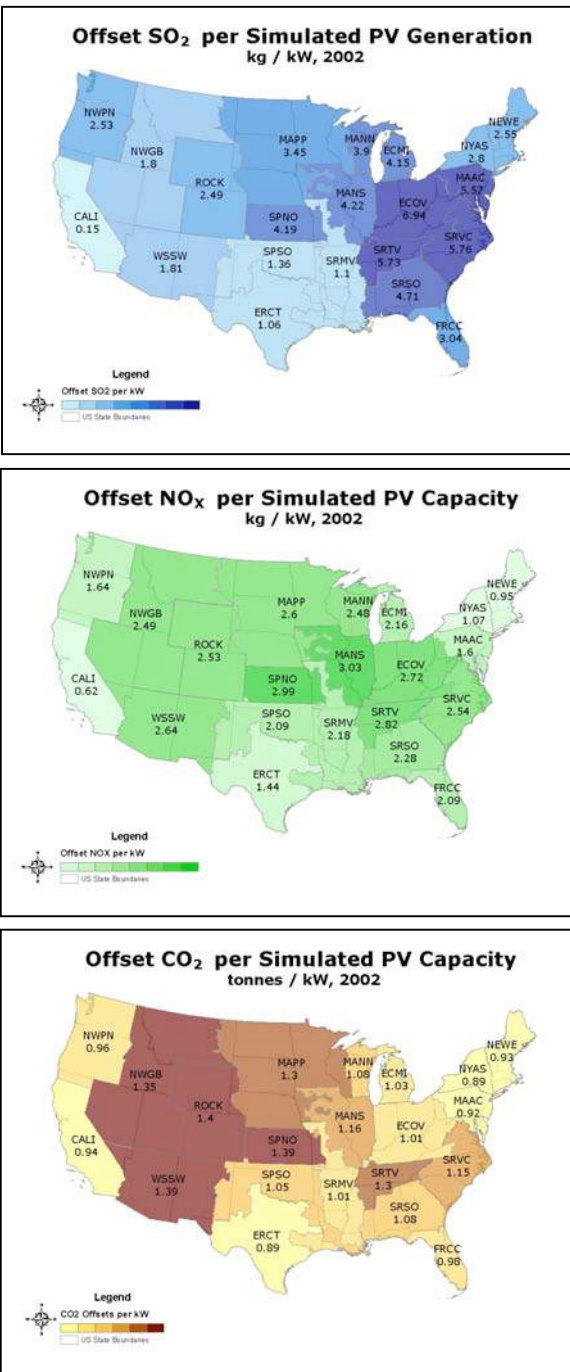 Offset SO₂ per Simulated PV Generation
kg / kW, 2002
NWPN
2.53
NWGB
1.8
MAPP
3.45
MANN
3.9
ECMI
4.15
NEWE
2.55
NYAS
2.8
MAAC
5.57
ROCK
2.49
MANS
4.22
ECOV
6.94
CALI
0.15
SPNO
4.19
SRVC
5.76
WSSW
1.81
SPSO
1.36
SRMV
1.1
SRTV
5.73
SRSO
4.71
ERCT
1.06
FRCC
3.04
Legend
Offset SO2 per kW
US State Boundaries
Offset NOX per Simulated PV Capacity
kg / kW, 2002
NWPN
1.64
NWGB
2.49
MAPP
2.6
MANN
2.48
ECMI
2.16
NEWE
0.95
NYAS
1.07
MAAC
1.6
ROCK
2.53
MANS
3.03
ECOV
2.72
CALI
0.62
SPNO
2.99
SRVC
2.54
WSSW
2.64
SPSO
2.09
SRMV
2.18
SRTV
2.82
SRSO
2.28
ERCT
1.44
FRCC
2.09
Legend
Offset NOX per kW
US State Boundaries
Offset CO₂ per Simulated PV Capacity
tonnes / kW, 2002
NWPN
0.96
NWGB
1.35
MAPP
1.3
MANN
1.08
ECMI
1.03
NEWE
0.93
NYAS
0.89
MAAC
0.92
ROCK
1.4
MANS
1.16
ECOV
1.01
CALI
0.94
SPNO
1.39
SRVC
1.15
WSSW
1.39
SPSO
1.05
SRMV
1.01
SRTV
1.3
SRSO
1.08
ERCT
0.89
FRCC
0.98
Legend
CO2 Offsets per kW
US State Boundaries